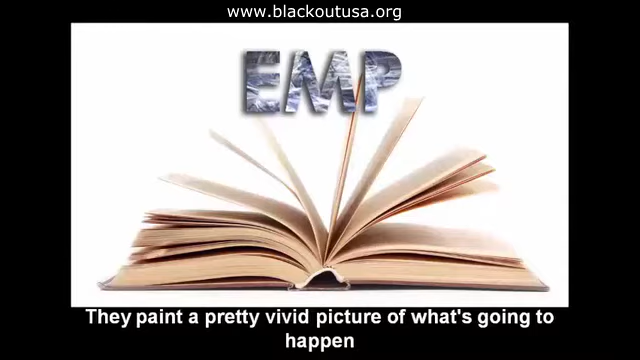 www.blackoutusa.org
EMP
They paint a pretty vivid picture of what's going to
happen